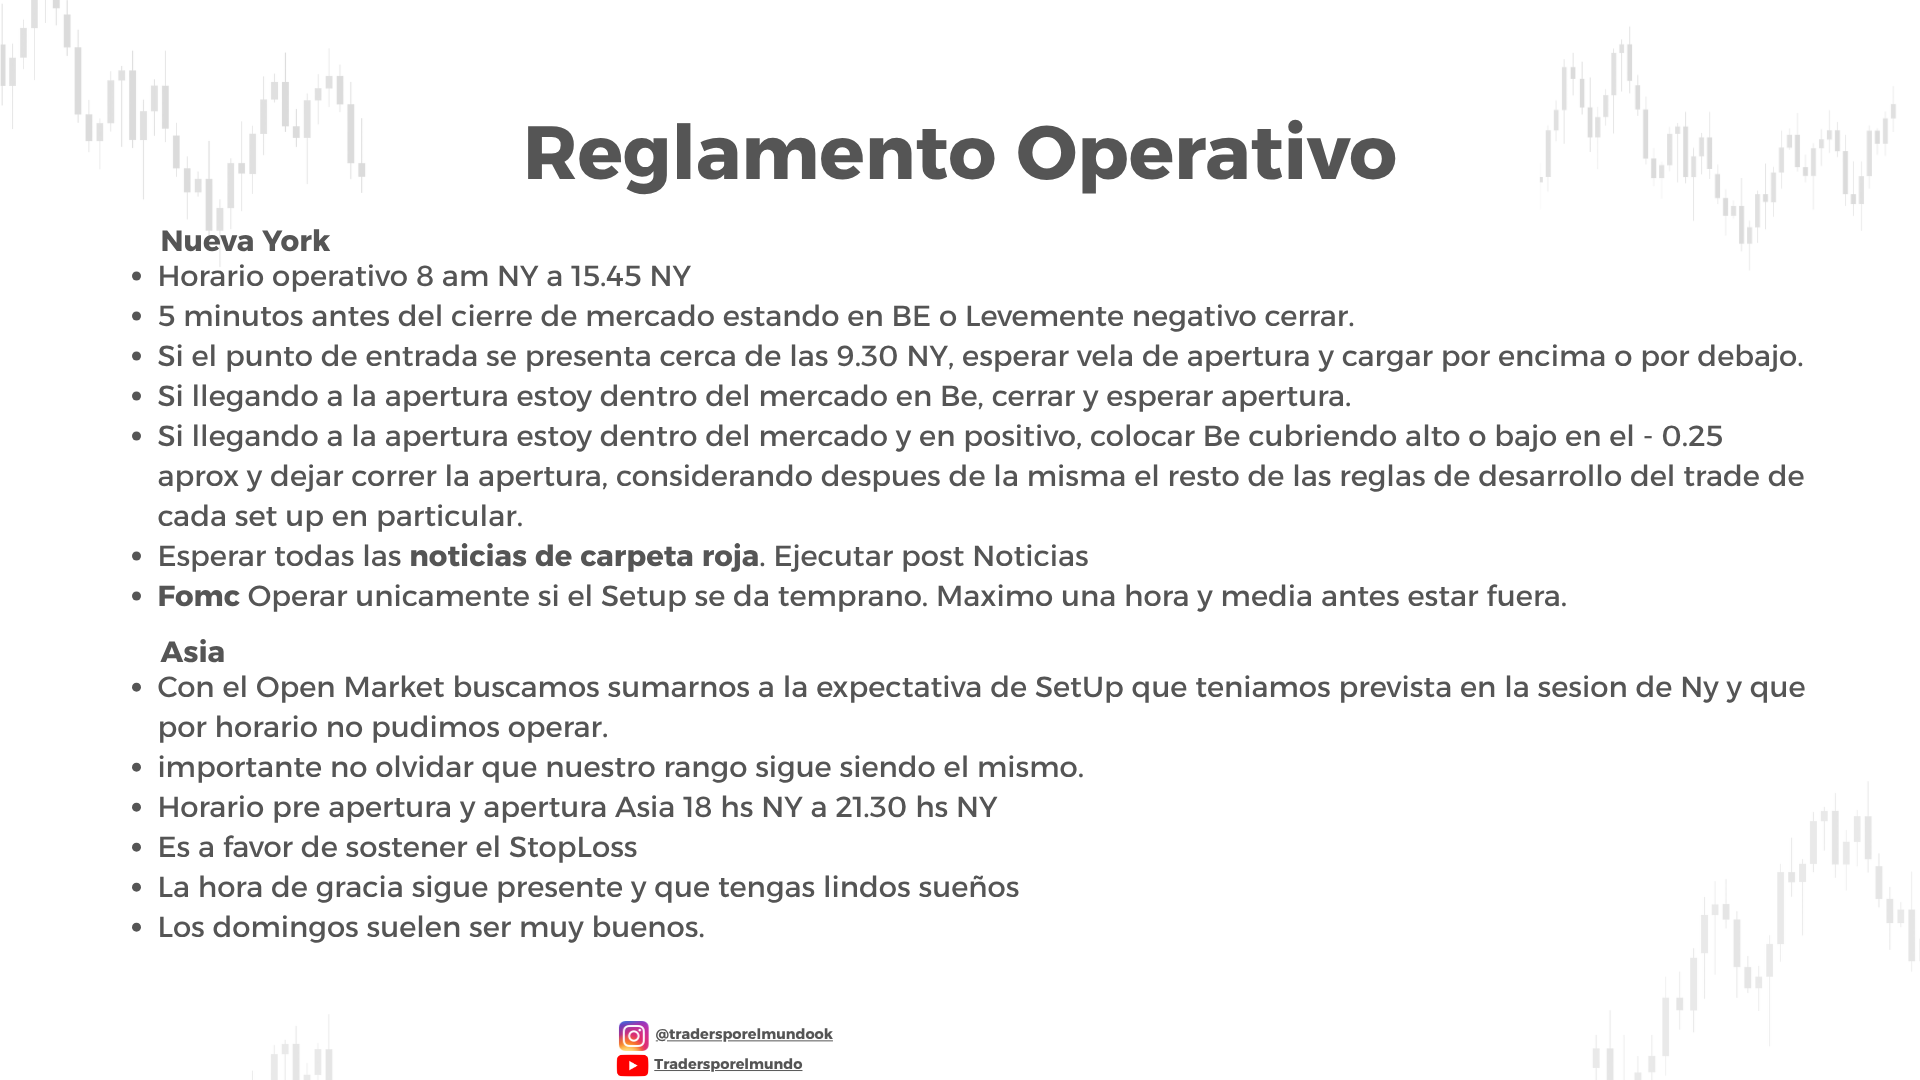 Reglamento Operativo
Nueva York
• Horario operativo 8 am NY a 15.45 NY
• 5 minutos antes del cierre de mercado estando en BE o Levemente negativo cerrar.
• Si el punto de entrada se presenta cerca de las 9.30 NY, esperar vela de apertura y cargar por encima o por debajo.
• Si llegando a la apertura estoy dentro del mercado en Be, cerrar y esperar apertura.
• Si llegando a la apertura estoy dentro del mercado y en positivo, colocar Be cubriendo alto o bajo en el - 0.25
aprox y dejar correr la apertura, considerando despues de la misma el resto de las reglas de desarrollo del trade de
cada set up en particular.
• Esperar todas las noticias de carpeta roja. Ejecutar post Noticias
• Fomc Operar unicamente si el Setup se da temprano. Maximo una hora y media antes estar fuera.
Asia
• Con el Open Market buscamos sumarnos a la expectativa de SetUp que teniamos prevista en la sesion de Ny y que
por horario no pudimos operar.
• importante no olvidar que nuestro rango sigue siendo el mismo.
• Horario pre apertura y apertura Asia 18 hs NY a 21.30 hs NY
• Es a favor de sostener el StopLoss
• La hora de gracia sigue presente y que tengas lindos sueños
• Los domingos suelen ser muy buenos.
@tradersporelmundook
Tradersporelmundo